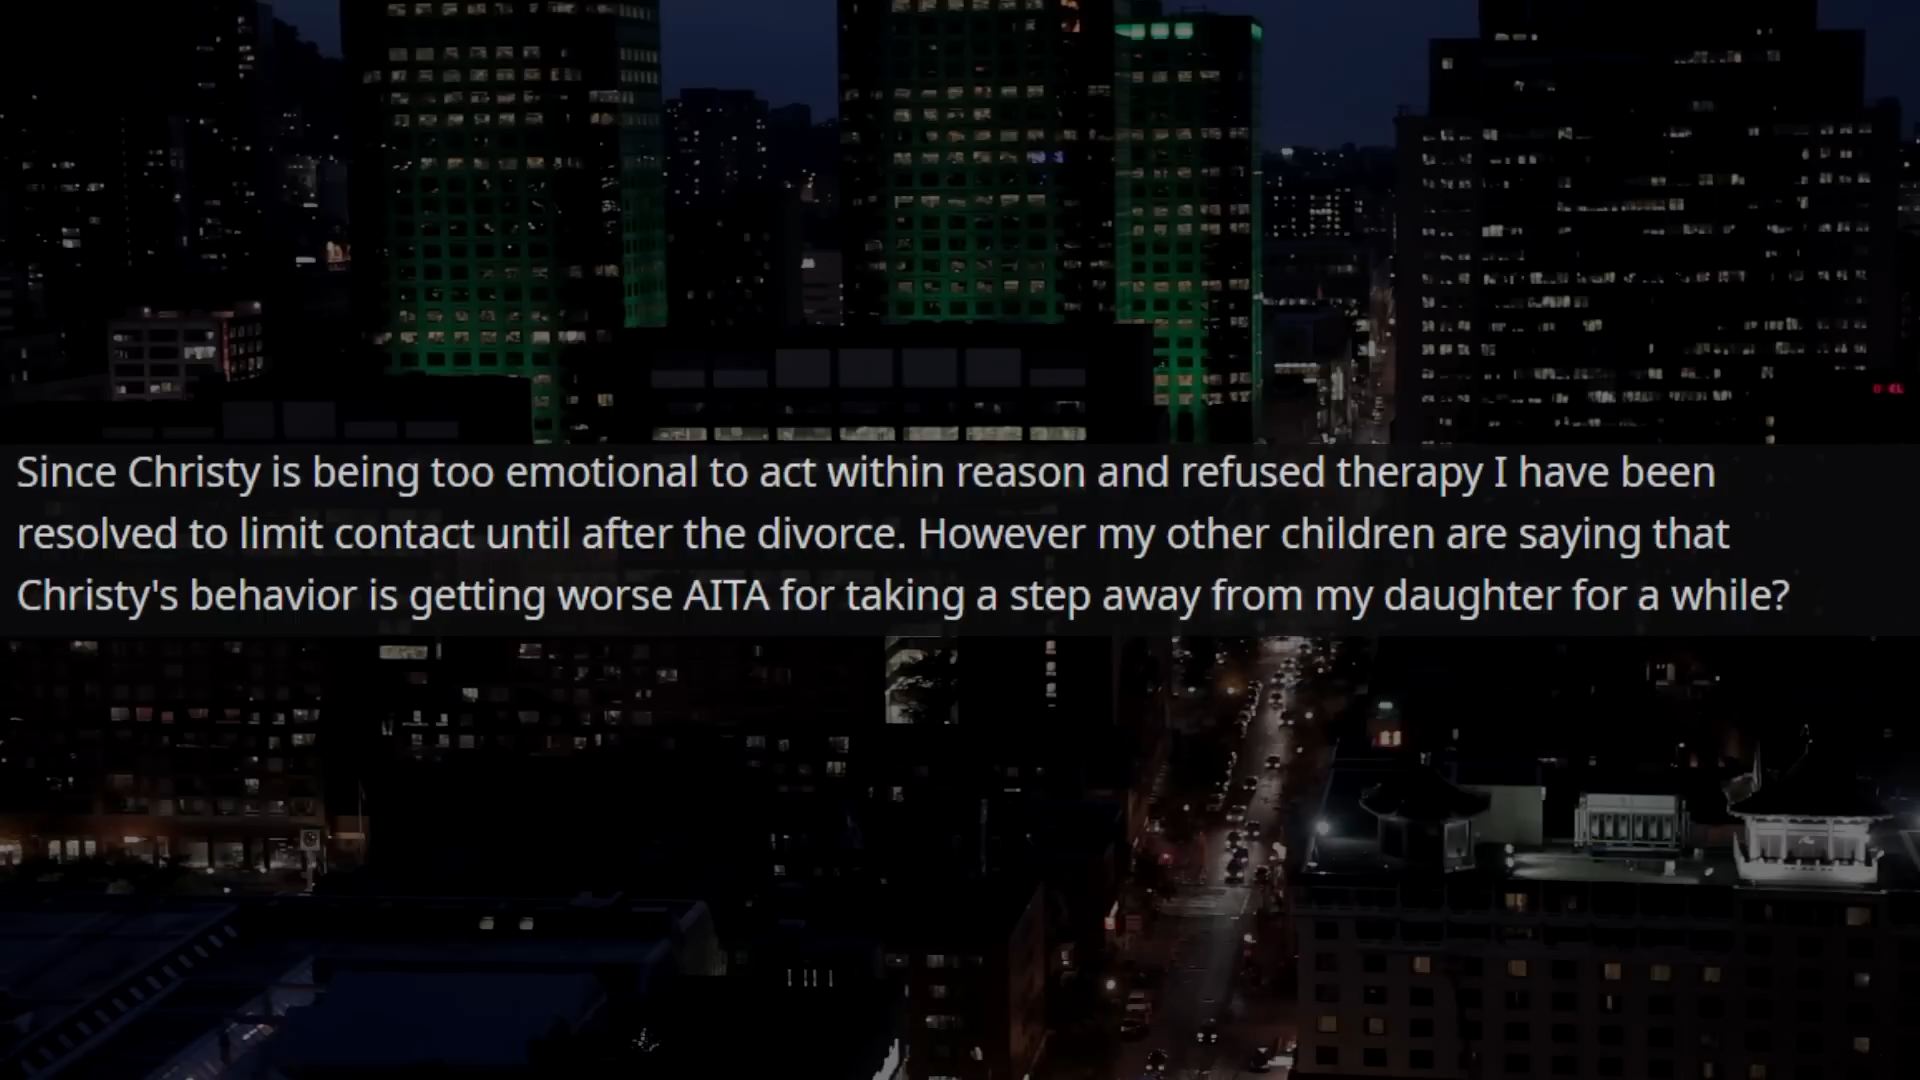 Since Christy is being too emotional to act within reason and refused therapy I have been
resolved to limit contact until after the divorce. However my other children are saying that
Christy's behavior is getting worse AITA for taking a step away from my daughter for a while?